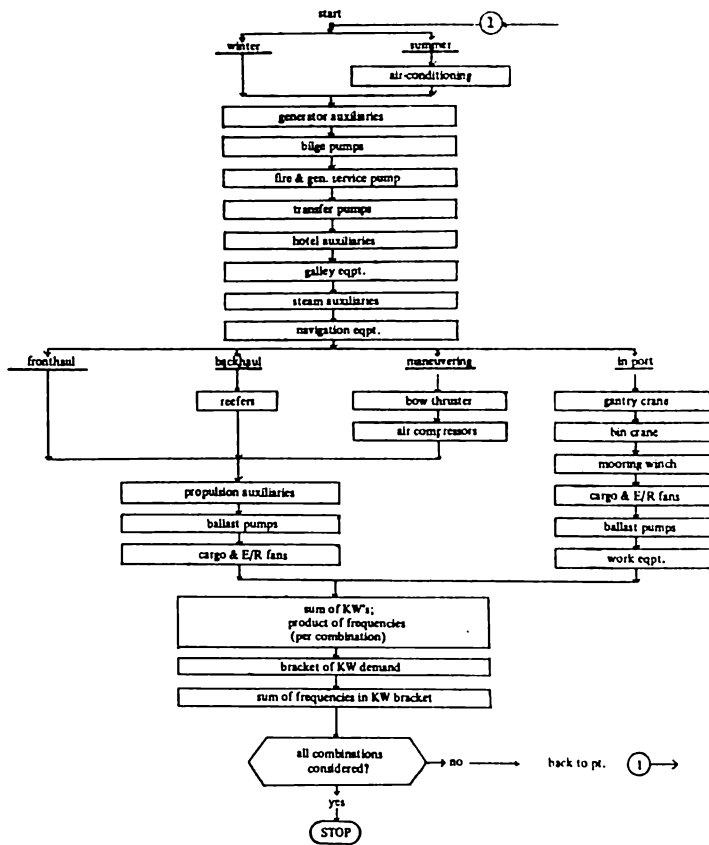 start
1
winter
summer
air-conditioning
generator auxiliaries
bilge pumps
fire & gen. service pump
transfer pumps
hotel auxiliaries
galley eqpt.
steam auxiliaries
navigation eqpt.
fronthaul
backhaul
maneuvering
in port
reefers
bow thruster
gantry crane
air compressors
bin crane
mooring winch
propulsion auxiliaries
cargo & E/R fans
ballast pumps
ballast pumps
cargo & E/R fans
work eqpt.
sum of KW's;
product of frequencies
(per combination)
bracket of KW demand
sum of frequencies in KW bracket
all combinations
considered?
no
back to pt.
1
yes
STOP